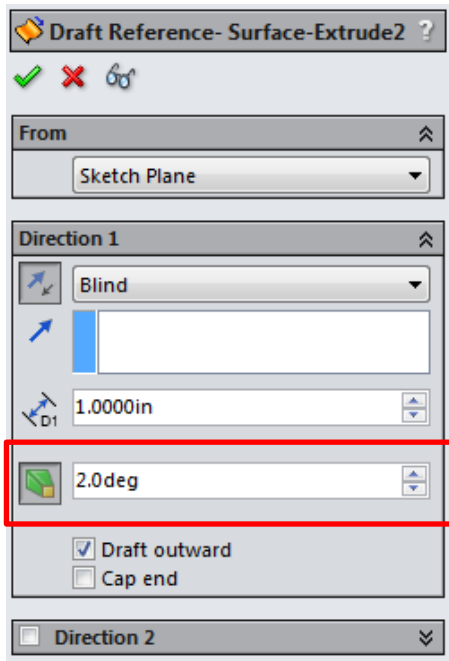 Draft Reference- Surface-Extrude2 ?
From
Sketch Plane
Direction 1
Blind
D1 1.0000in
2.0deg
Draft outward
Cap end
Direction 2